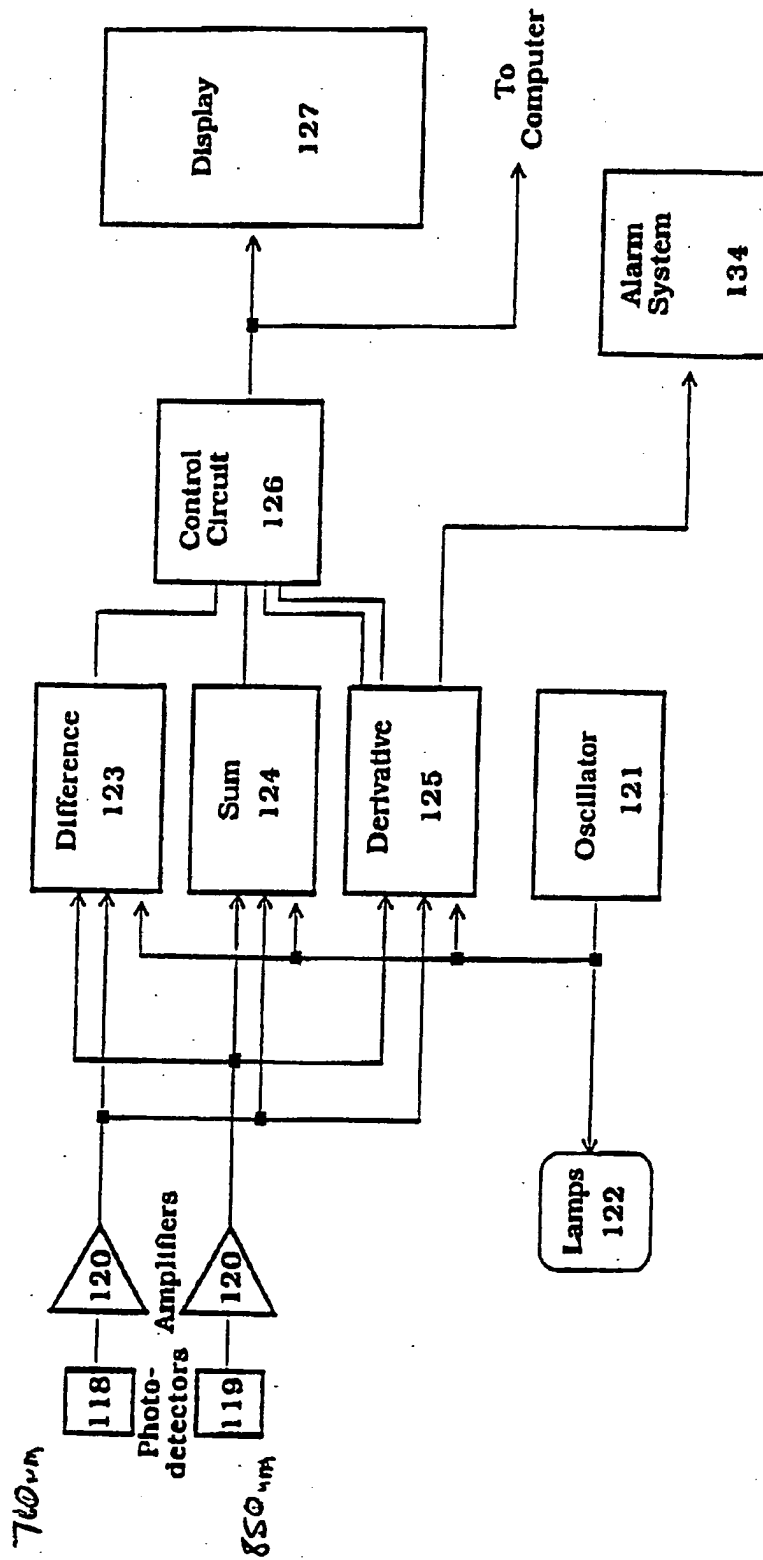 760nm
118
120
Photo-
detectors
Amplifiers
850nm
119
120
Difference
123
Sum
124
Derivative
125
Oscillator
121
Lamps
122
Control
Circuit
126
Display
127
To
Computer
Alarm
System
134